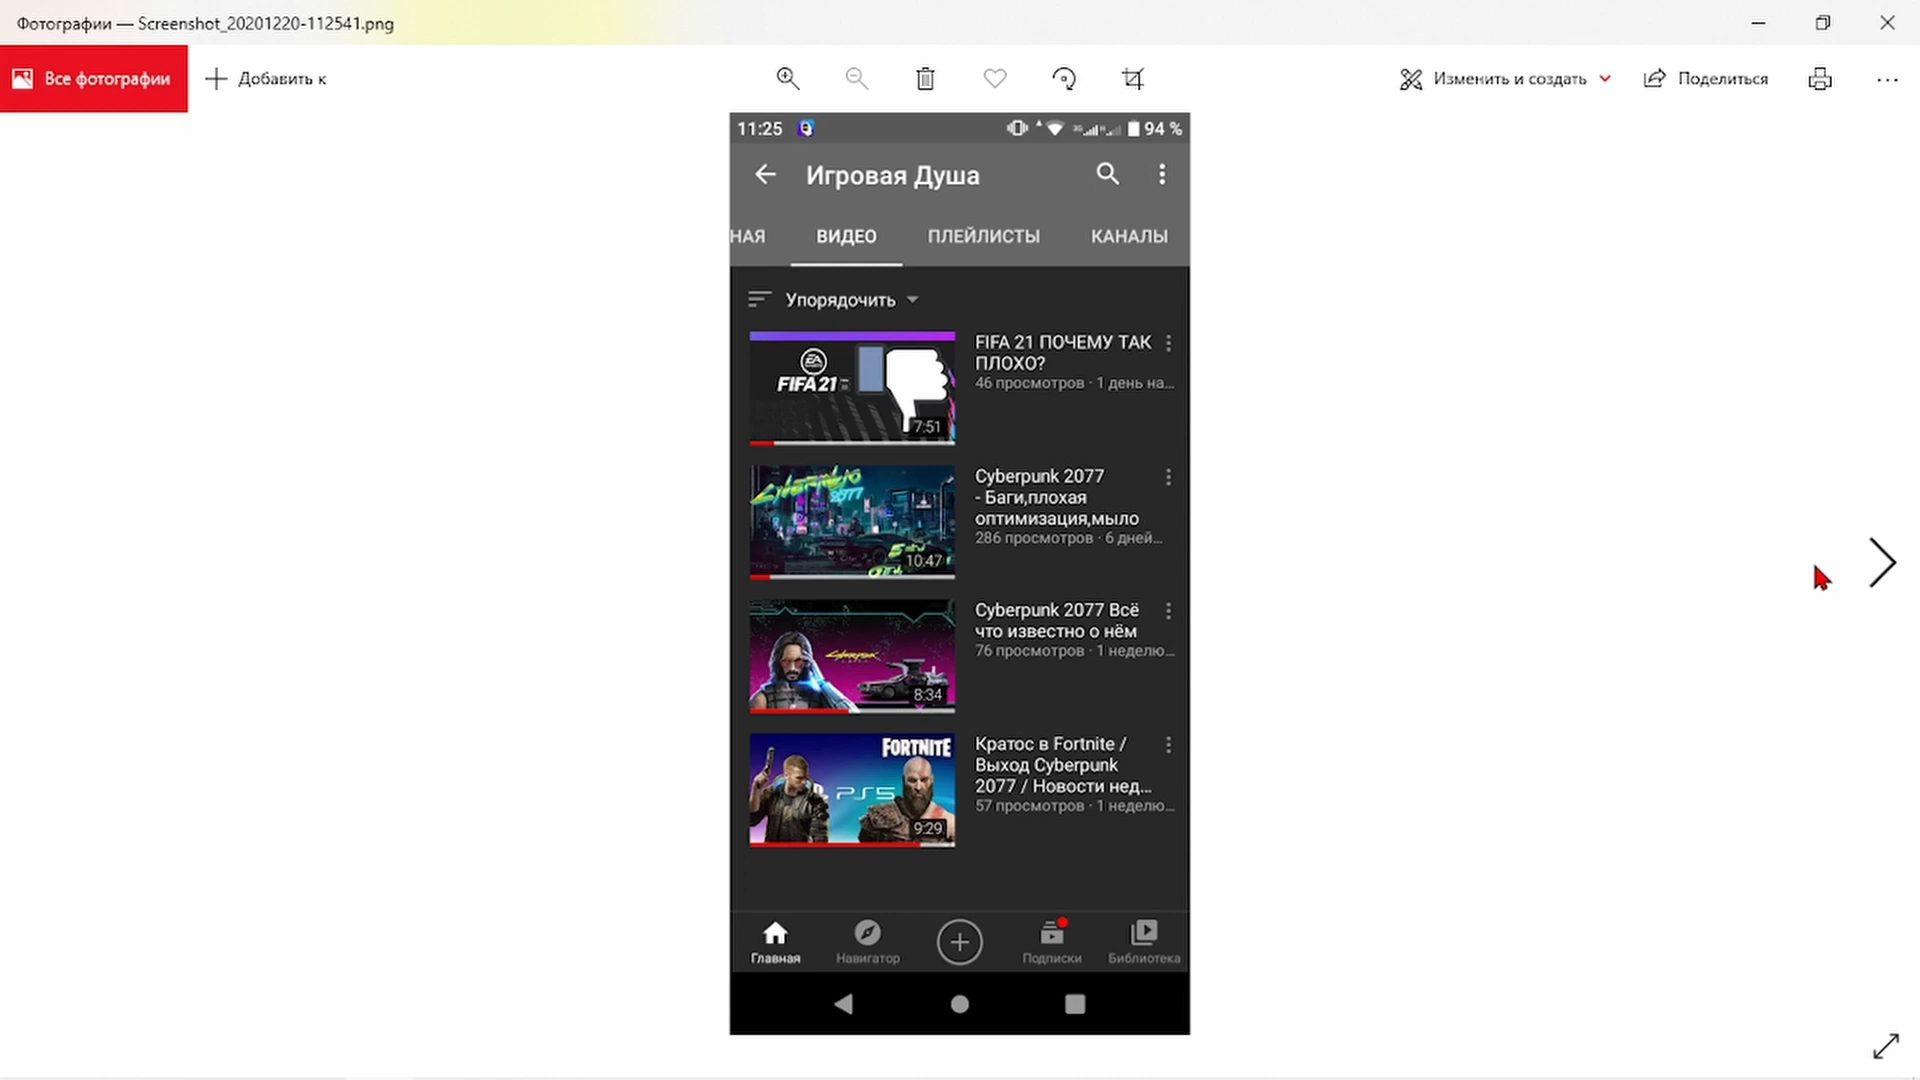 Фотографии — Screenshot_20201220-112541.png
Все фотографии
Добавить к
Изменить и создать
Поделиться
11:25
94 %
Игровая Душа
НАЯ
ВИДЕО
ПЛЕЙЛИСТЫ
КАНАЛЫ
Упорядочить
EA
FIFA 21
7:51
FIFA 21 ПОЧЕМУ ТАК
ПЛОХО?
46 просмотров · 1 день на...
CYBERPUNK
2077
10:47
Cyberpunk 2077
- Баги,плохая
оптимизация,мыло
286 просмотров · 6 дней...
Cyberpunk
8:34
Cyberpunk 2077 Всё
что известно о нём
76 просмотров · 1 неделю...
FORTNITE
PS5
9:29
Кратос в Fortnite /
Выход Cyberpunk
2077 / Новости нед...
57 просмотров · 1 неделю...
Главная
Навигатор
Подписки
Библиотека